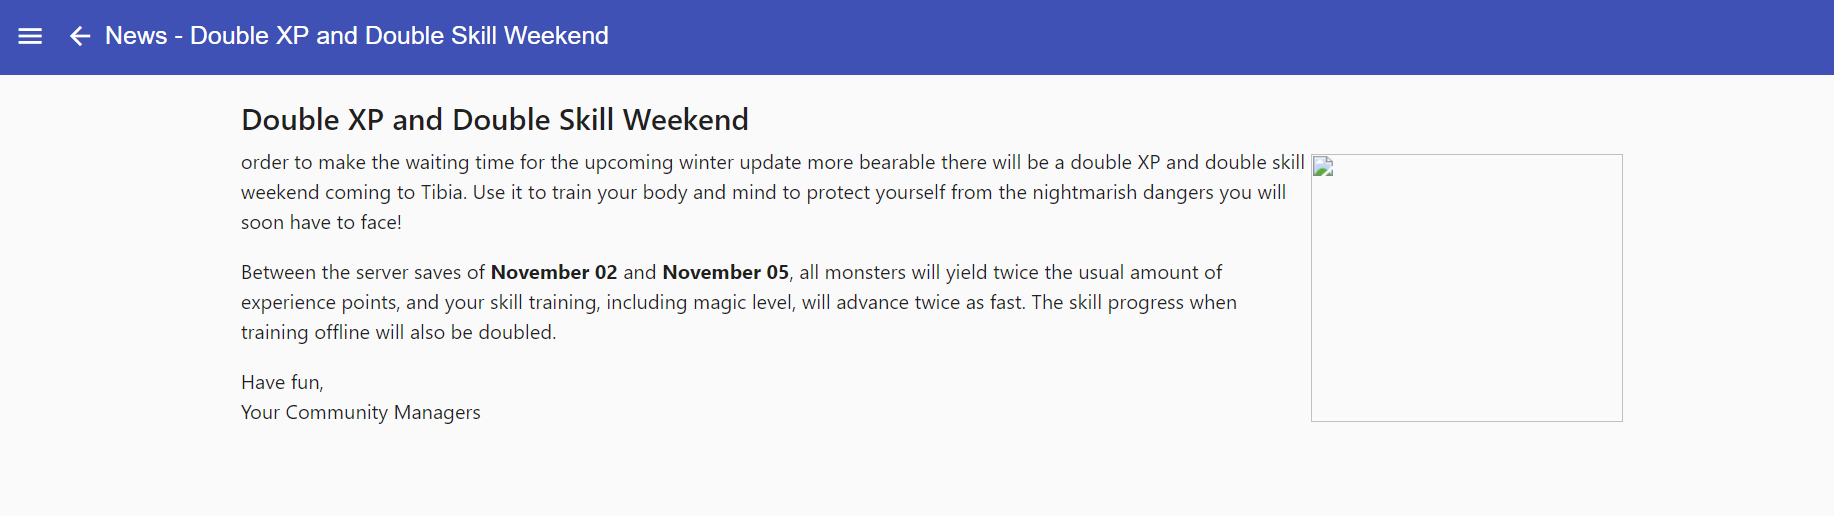 News - Double XP and Double Skill Weekend
Double XP and Double Skill Weekend
order to make the waiting time for the upcoming winter update more bearable there will be a double XP and double skill
weekend coming to Tibia. Use it to train your body and mind to protect yourself from the nightmarish dangers you will
soon have to face!
Between the server saves of November 02 and November 05, all monsters will yield twice the usual amount of
experience points, and your skill training, including magic level, will advance twice as fast. The skill progress when
training offline will also be doubled.
Have fun,
Your Community Managers